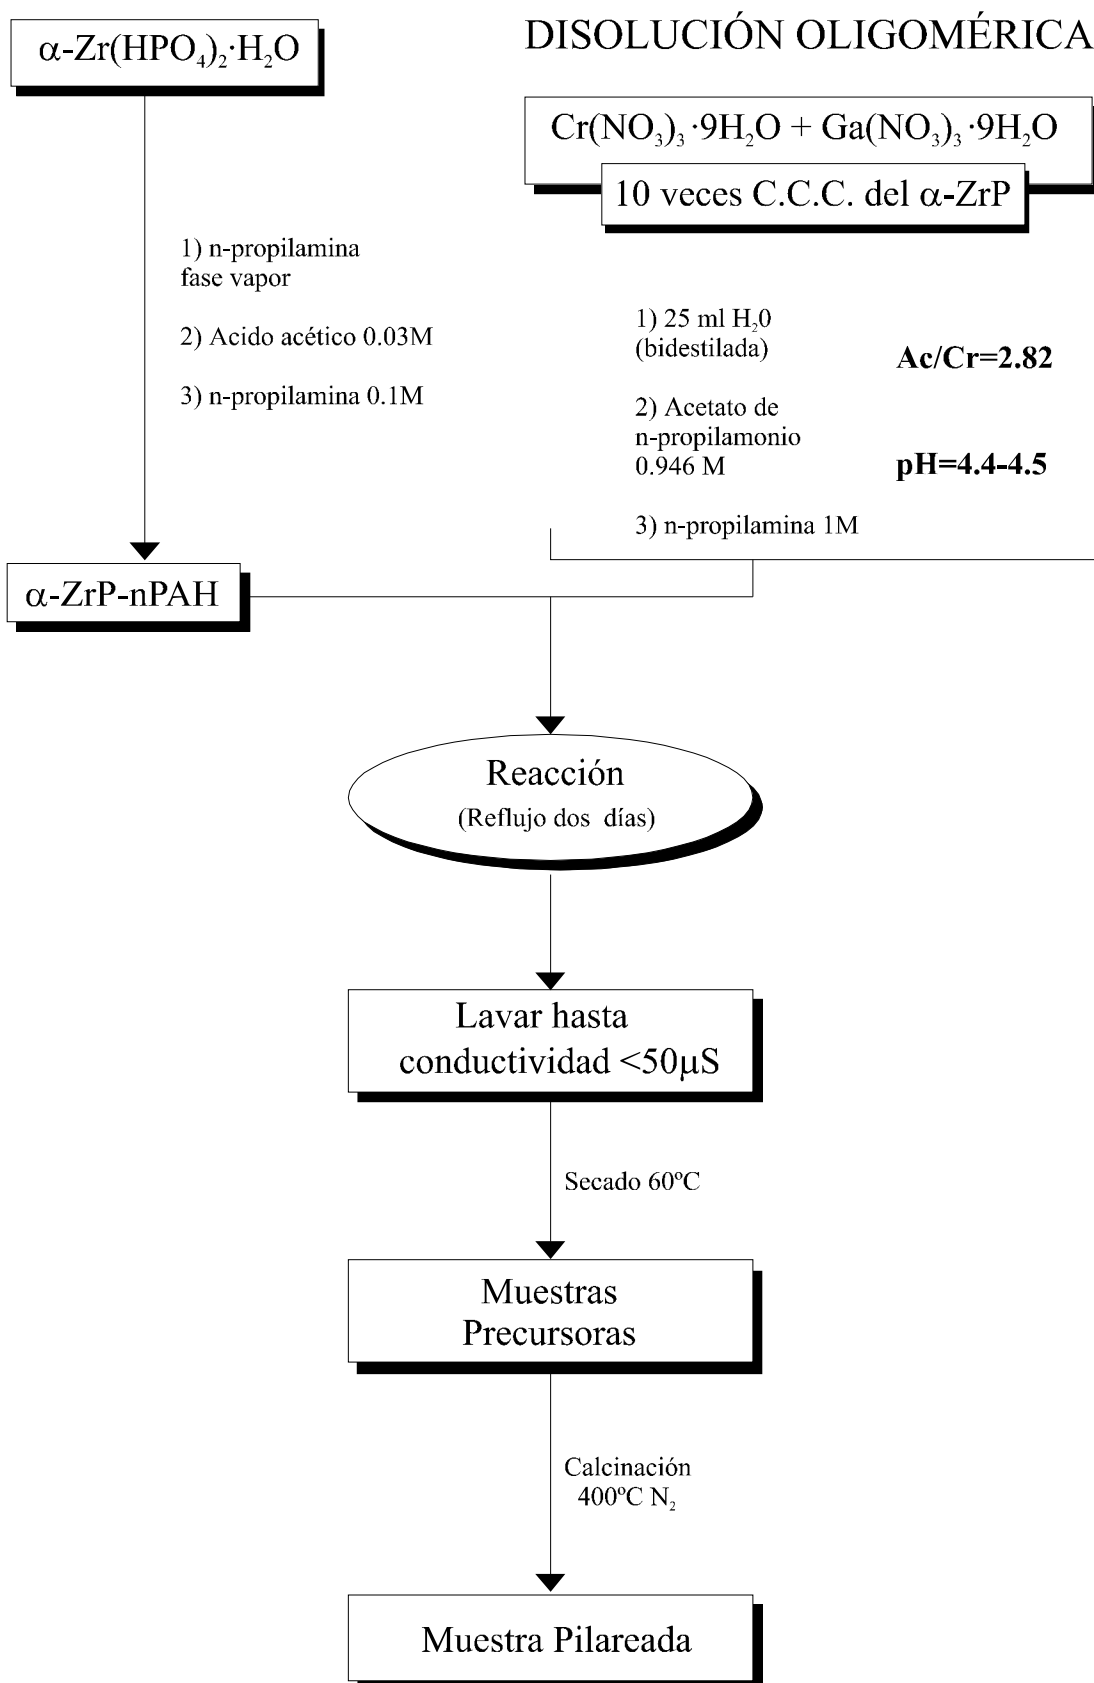 α-Zr(HPO₄)₂·H₂O
DISOLUCIÓN OLIGOMÉRICA
Cr(NO₃)₃·9H₂O + Ga(NO₃)₃·9H₂O
10 veces C.C.C. del α-ZrP
1) n-propilamina
fase vapor
2) Acido acético 0.03M
3) n-propilamina 0.1M
1) 25 ml H₂0
(bidestilada)
2) Acetato de
n-propilamonio
0.946 M
3) n-propilamina 1M
Ac/Cr=2.82
pH=4.4-4.5
α-ZrP-nPAH
Reacción
(Reflujo dos días)
Lavar hasta
conductividad <50μS
Secado 60ºC
Muestras
Precursoras
Calcinación
400ºC N₂
Muestra Pilareada